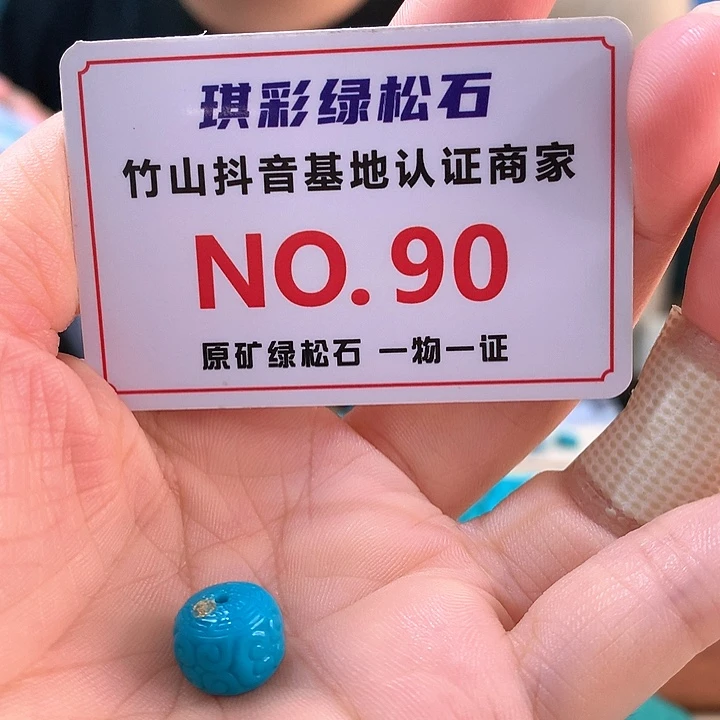 琪彩绿松石
竹山抖音基地认证商家
NO. 90
原矿绿松石 一物一证